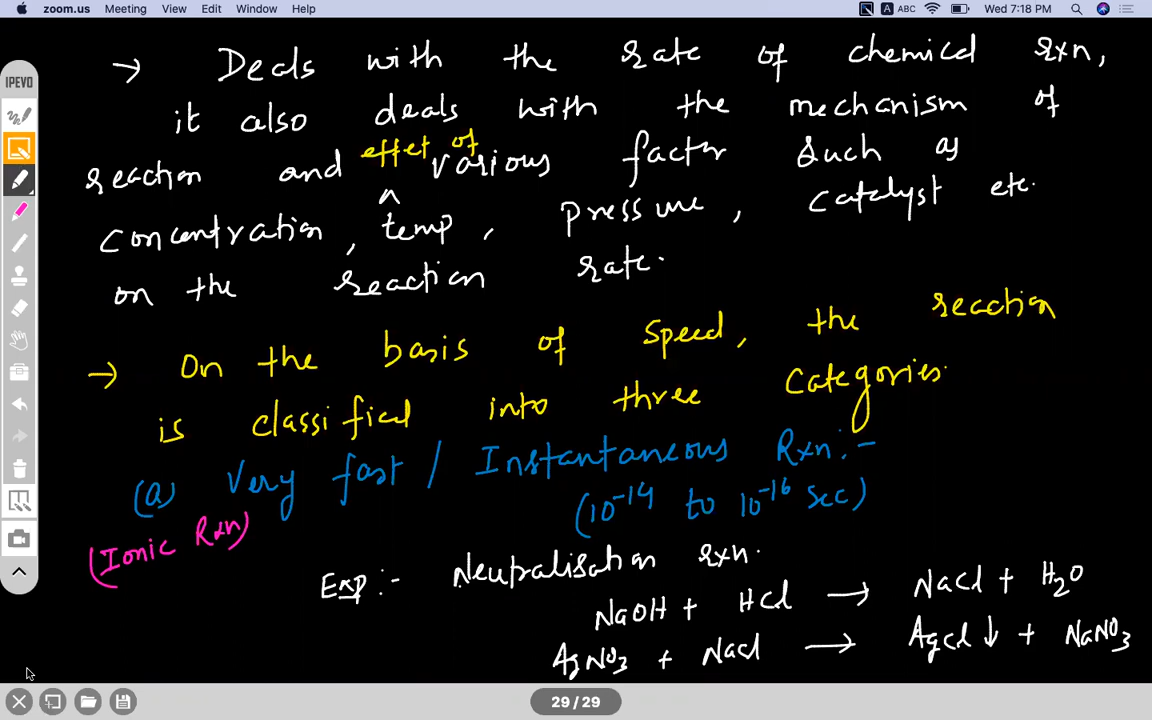 zoom.us Meeting View Edit Window Help A ABC Wed 7:18 PM
IPEVO
→ Deals with the rate of chemical rxn,
it also deals with the mechanism of
reaction and effet of various factor such as
concentration, temp, pressure, catalyst etc.
on the reaction rate.
→ On the basis of speed, the reaction
is classified into three categories.
(a) Very fast / Instantaneous Rxn:-
(10⁻¹⁴ to 10⁻¹⁶ sec)
(Ionic Rxn)
Exp:- Neutralisation rxn.
NaOH + HCl → NaCl + H₂O
AgNO₃ + NaCl → AgCl ↓ + NaNO₃
29 / 29